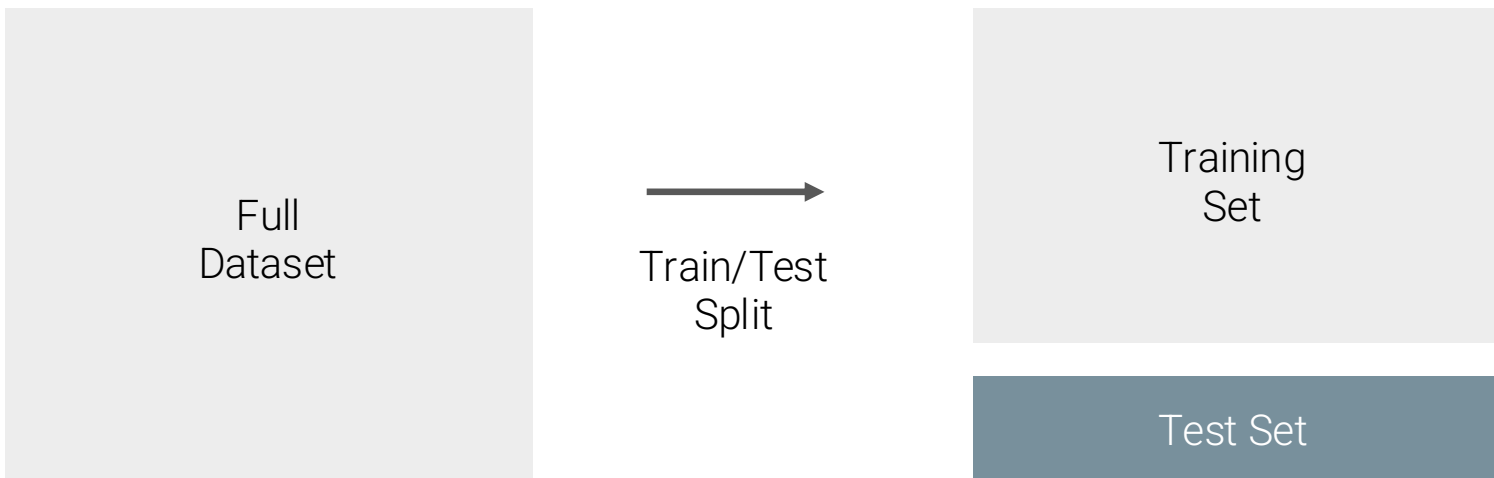 Full
Dataset
Train/Test
Split
Training
Set
Test Set